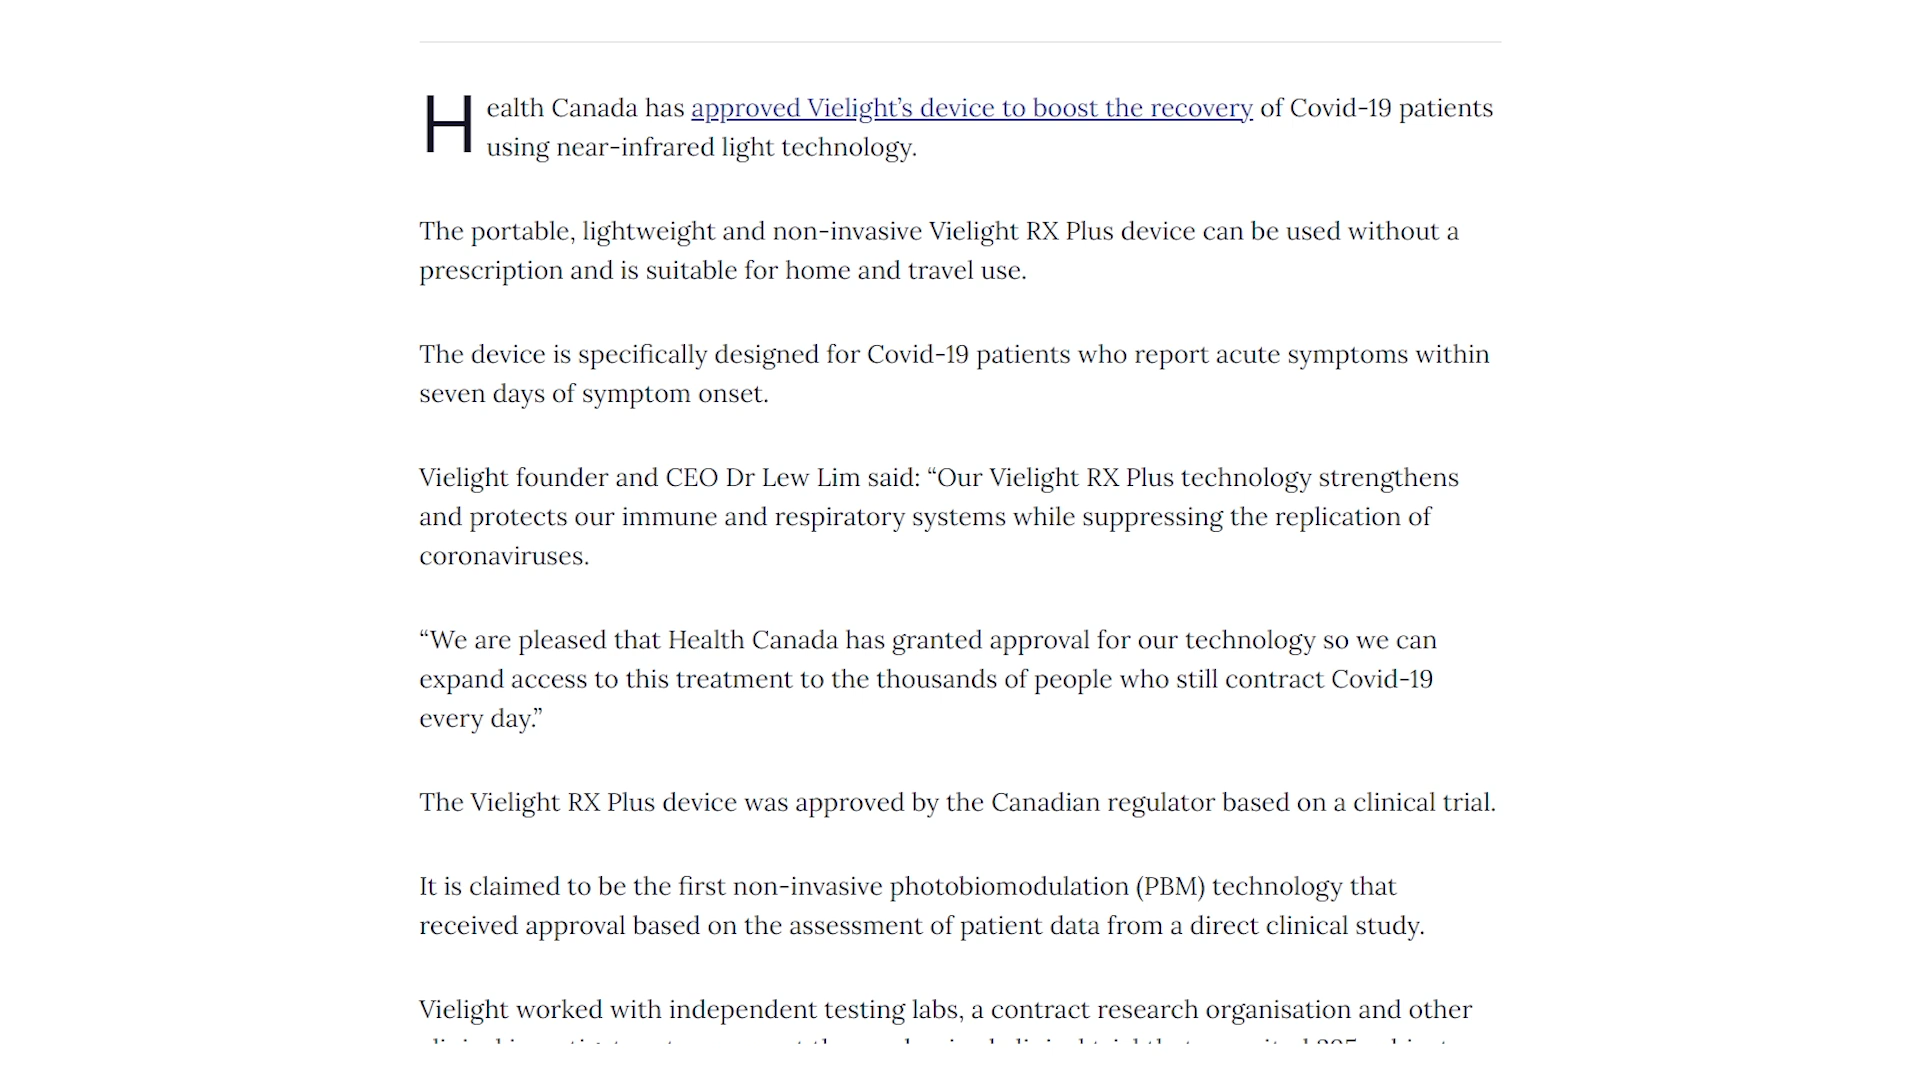 Health Canada has approved Vielight’s device to boost the recovery of Covid-19 patients
using near-infrared light technology.
The portable, lightweight and non-invasive Vielight RX Plus device can be used without a
prescription and is suitable for home and travel use.
The device is specifically designed for Covid-19 patients who report acute symptoms within
seven days of symptom onset.
Vielight founder and CEO Dr Lew Lim said: “Our Vielight RX Plus technology strengthens
and protects our immune and respiratory systems while suppressing the replication of
coronaviruses.
“We are pleased that Health Canada has granted approval for our technology so we can
expand access to this treatment to the thousands of people who still contract Covid-19
every day.”
The Vielight RX Plus device was approved by the Canadian regulator based on a clinical trial.
It is claimed to be the first non-invasive photobiomodulation (PBM) technology that
received approval based on the assessment of patient data from a direct clinical study.
Vielight worked with independent testing labs, a contract research organisation and other